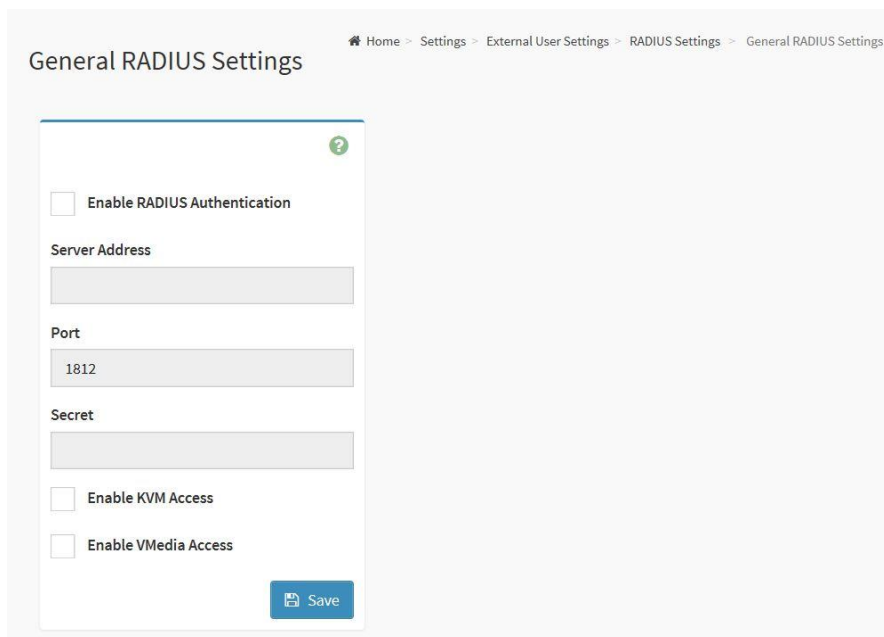 Home > Settings > External User Settings > RADIUS Settings > General RADIUS Settings
General RADIUS Settings
?
Enable RADIUS Authentication
Server Address
Port
1812
Secret
Enable KVM Access
Enable VMedia Access
Save